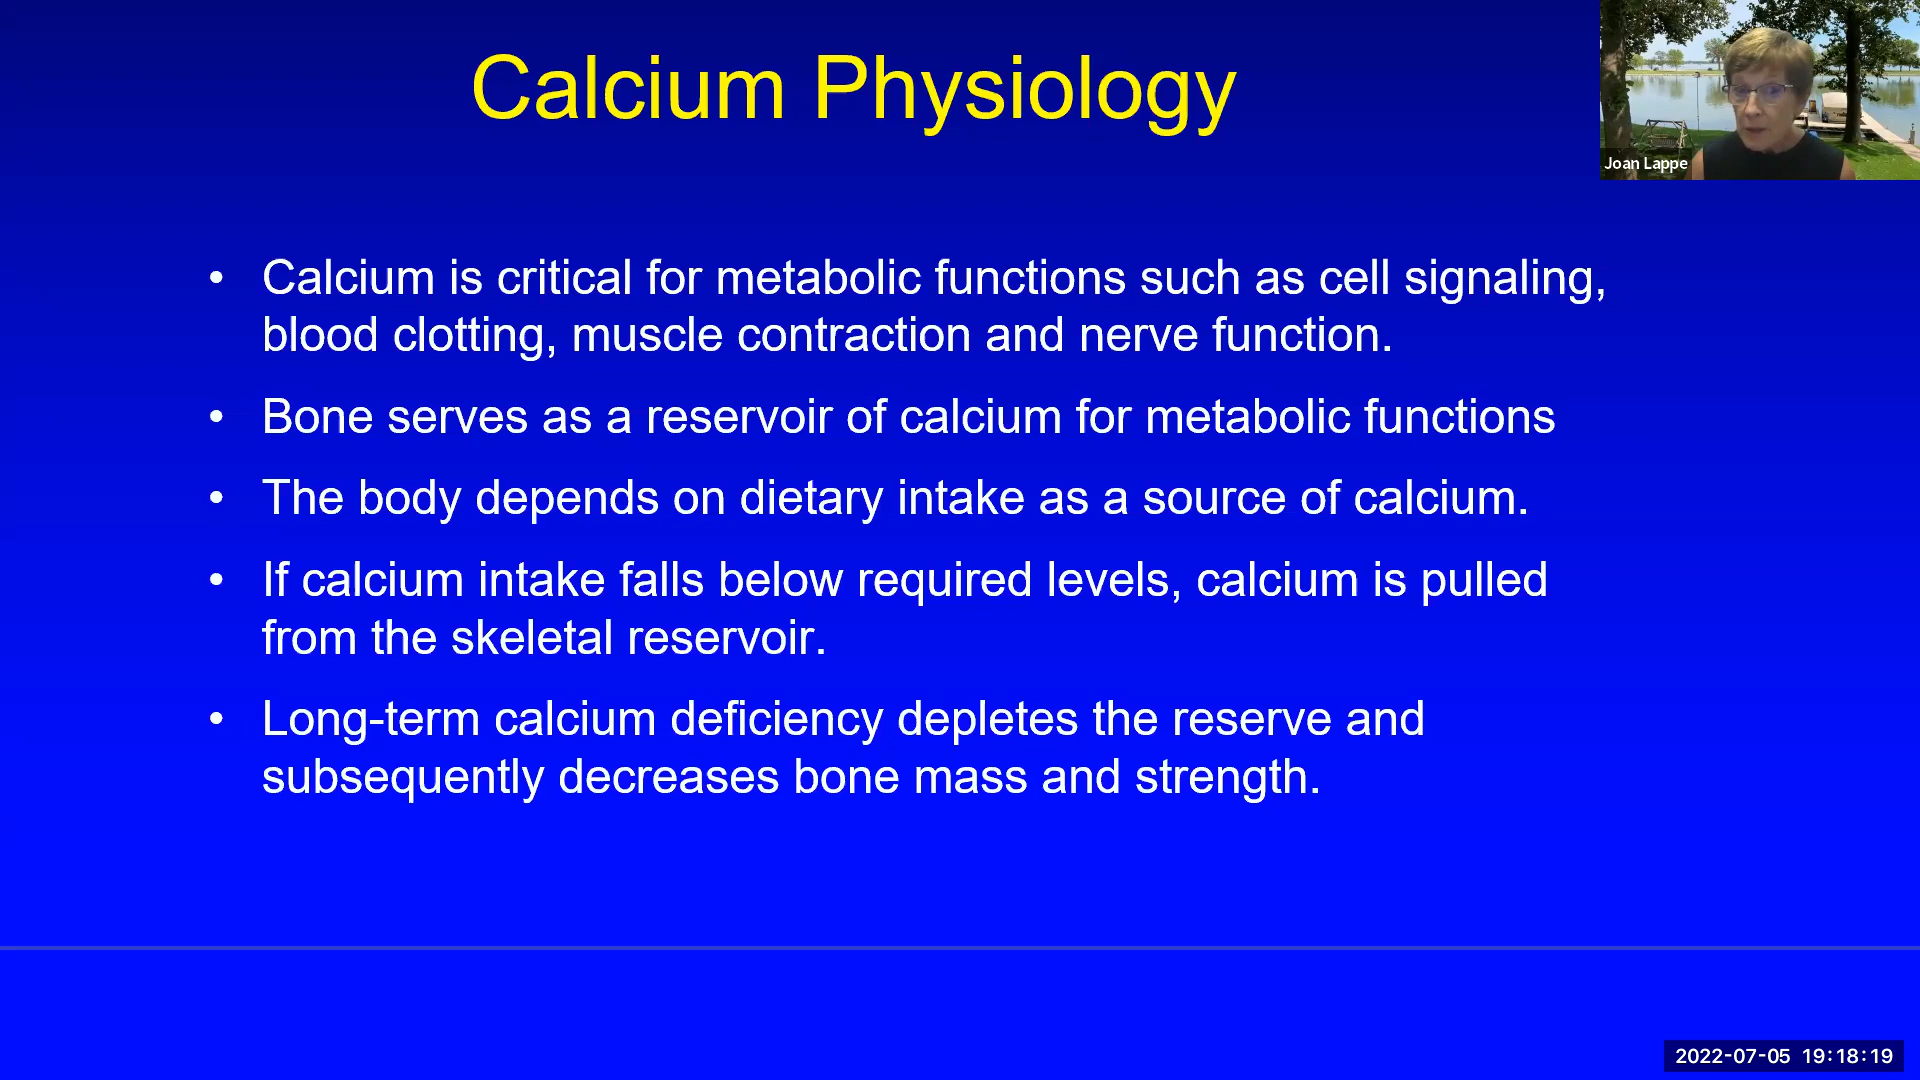 Calcium Physiology
Joan Lappe
• Calcium is critical for metabolic functions such as cell signaling,
blood clotting, muscle contraction and nerve function.
• Bone serves as a reservoir of calcium for metabolic functions
• The body depends on dietary intake as a source of calcium.
• If calcium intake falls below required levels, calcium is pulled
from the skeletal reservoir.
• Long-term calcium deficiency depletes the reserve and
subsequently decreases bone mass and strength.
2022-07-05 19:18:19